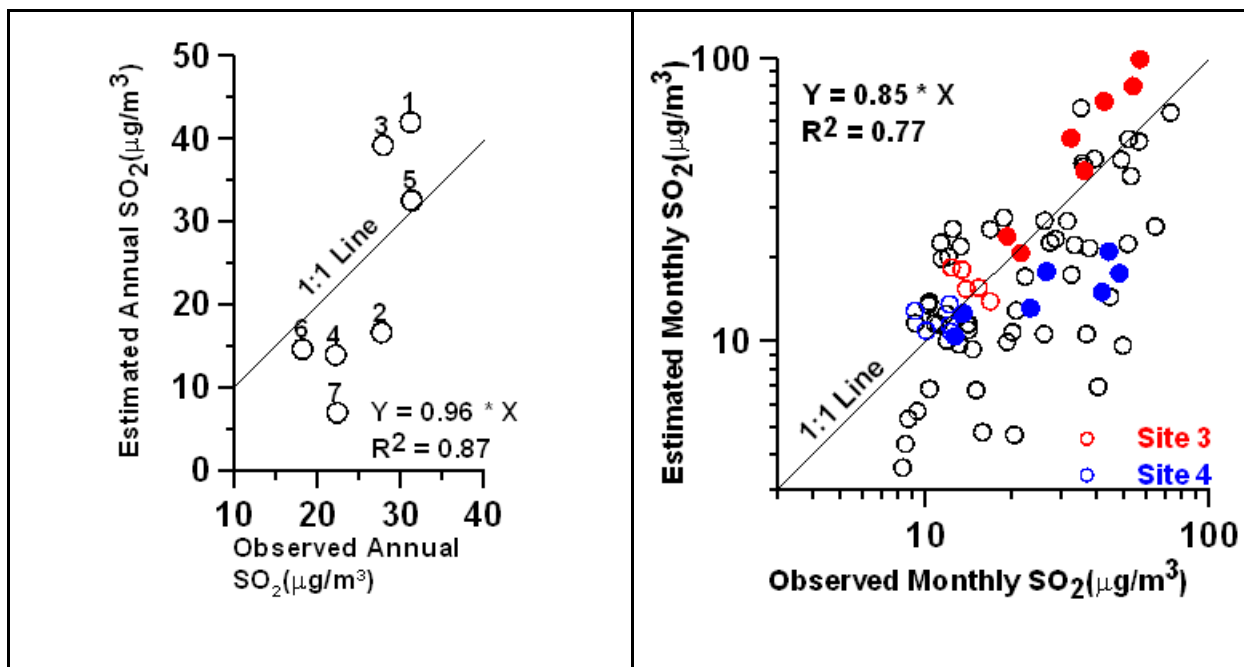 Estimated Annual SO₂(μg/m³)
50
40
30
20
10
0
1
3
5
1:1 Line
2
6
4
7
Y = 0.96 * X
R² = 0.87
10
20
30
40
Observed Annual
SO₂(μg/m³)
Estimated Monthly SO₂(μg/m³)
100
10
Y = 0.85 * X
R² = 0.77
1:1 Line
Site 3
Site 4
10
100
Observed Monthly SO₂(μg/m³)